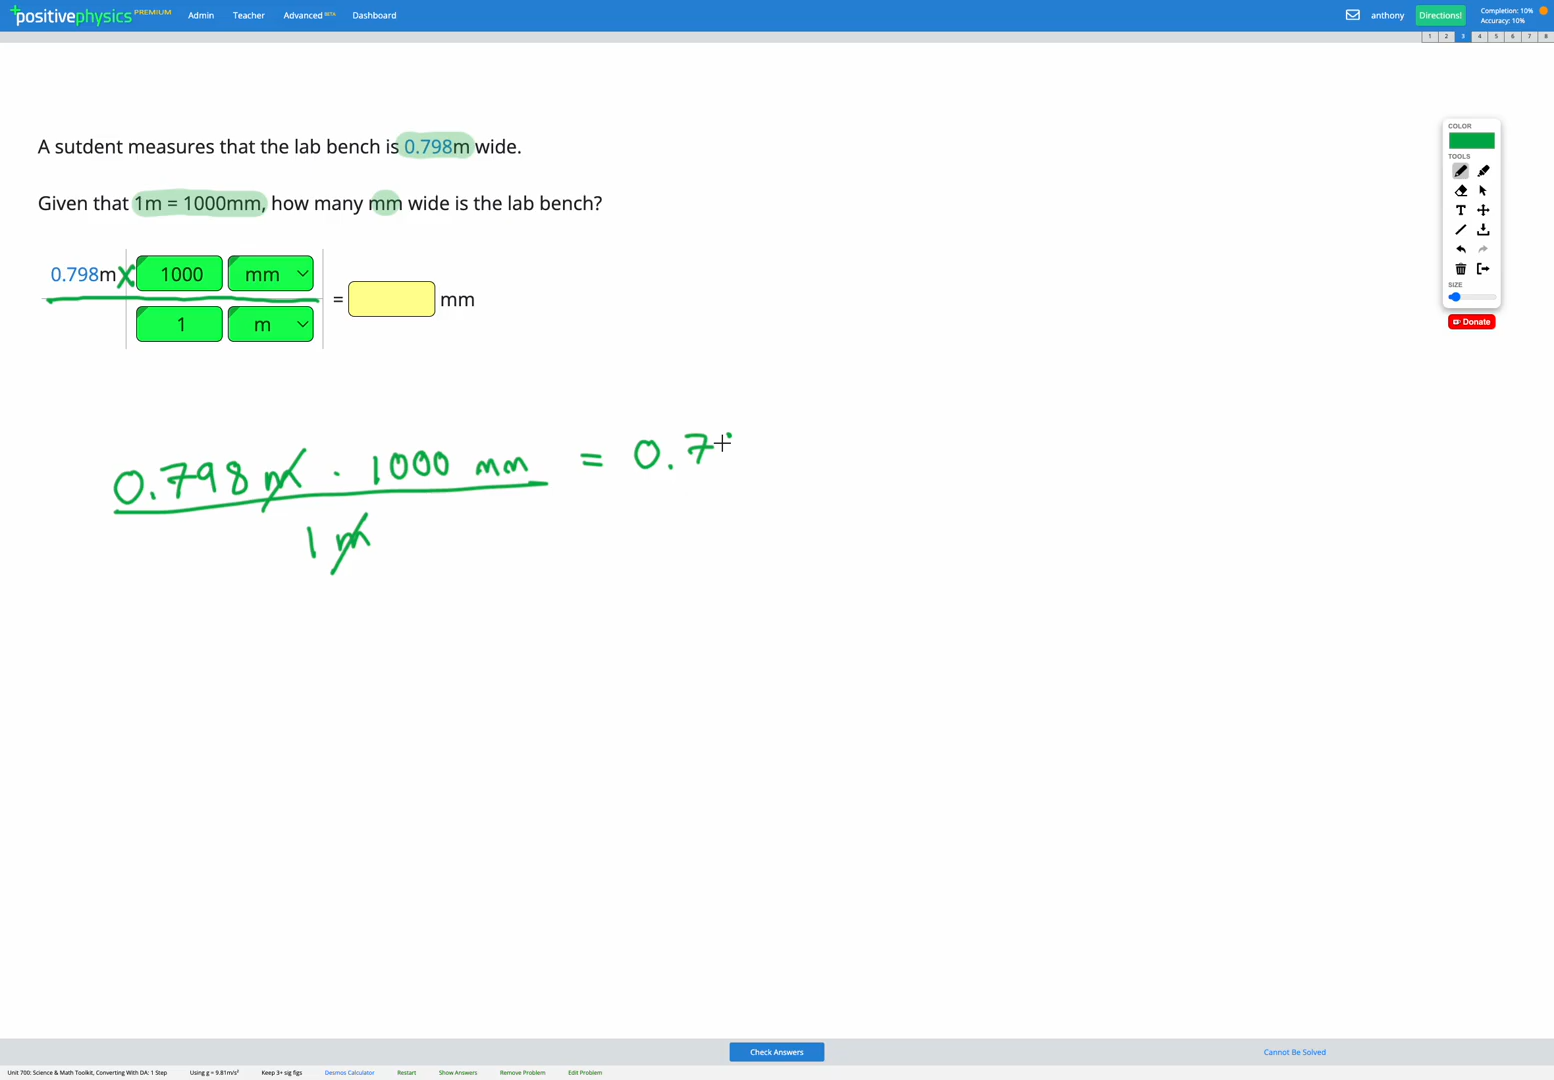 +positivephysics PREMIUM Admin Teacher Advanced BETA Dashboard anthony Directions! Completion: 10%
Accuracy: 10%
1 2 3 4 5 6 7 8
A sutdent measures that the lab bench is 0.798m wide.
Given that 1m = 1000mm, how many mm wide is the lab bench?
0.798m x 1000 mm
= mm
1 m
0.798 m · 1000 mm = 0.7
1 m
COLOR
TOOLS
T
SIZE
Donate
Check Answers Cannot Be Solved
Unit 700: Science & Math Toolkit, Converting With DA: 1 Step Using g = 9.81m/s² Keep 3+ sig figs Desmos Calculator Restart Show Answers Remove Problem Edit Problem